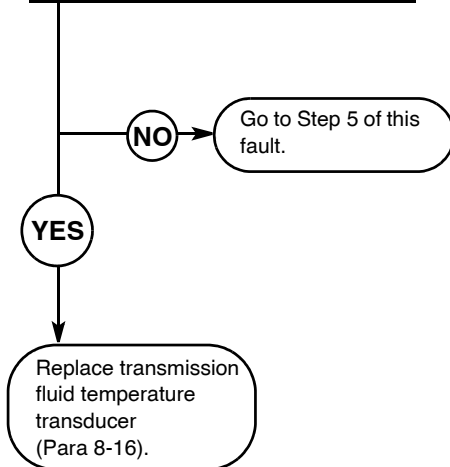 NO
Go to Step 5 of this
fault.
YES
Replace transmission
fluid temperature
transducer
(Para 8-16).